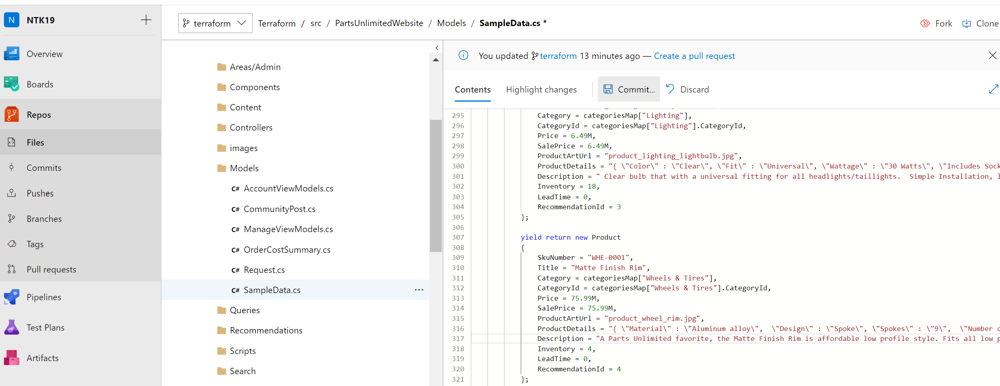 N NTK19
terraform Terraform / src / PartsUnlimitedWebsite / Models / SampleData.cs *
Fork Clone
Overview
Boards
Repos
Files
Commits
Pushes
Branches
Tags
Pull requests
Pipelines
Test Plans
Artifacts
Areas/Admin
Components
Content
Controllers
images
Models
C# AccountViewModels.cs
C# CommunityPost.cs
C# ManageViewModels.cs
C# OrderCostSummary.cs
C# Request.cs
C# SampleData.cs
Queries
Recommendations
Scripts
Search
You updated terraform 13 minutes ago — Create a pull request
Contents Highlight changes Commit... Discard
295 Category = categoriesMap["Lighting"],
296 CategoryId = categoriesMap["Lighting"].CategoryId,
297 Price = 6.49M,
298 SalePrice = 6.49M,
299 ProductArtUrl = "product_lighting_lightbulb.jpg",
300 ProductDetails = "{ \"Color\" : \"Clear\", \"Fit\" : \"Universal\", \"Wattage\" : \"30 Watts\", \"Includes Sock
301 Description = " Clear bulb that with a universal fitting for all headlights/taillights.  Simple Installation, l
302 Inventory = 18,
303 LeadTime = 0,
304 RecommendationId = 3
305 };
306
307 yield return new Product
308 {
309 SkuNumber = "WHE-0001",
310 Title = "Matte Finish Rim",
311 Category = categoriesMap["Wheels & Tires"],
312 CategoryId = categoriesMap["Wheels & Tires"].CategoryId,
313 Price = 75.99M,
314 SalePrice = 75.99M,
315 ProductArtUrl = "product_wheel_rim.jpg",
316 ProductDetails = "{ \"Material\" : \"Aluminum alloy\",  \"Design\" : \"Spoke\", \"Spokes\" : \"9\",  \"Number o
317 Description = "A Parts Unlimited favorite, the Matte Finish Rim is affordable low profile style. Fits all low p
318 Inventory = 4,
319 LeadTime = 0,
320 RecommendationId = 4
321 };